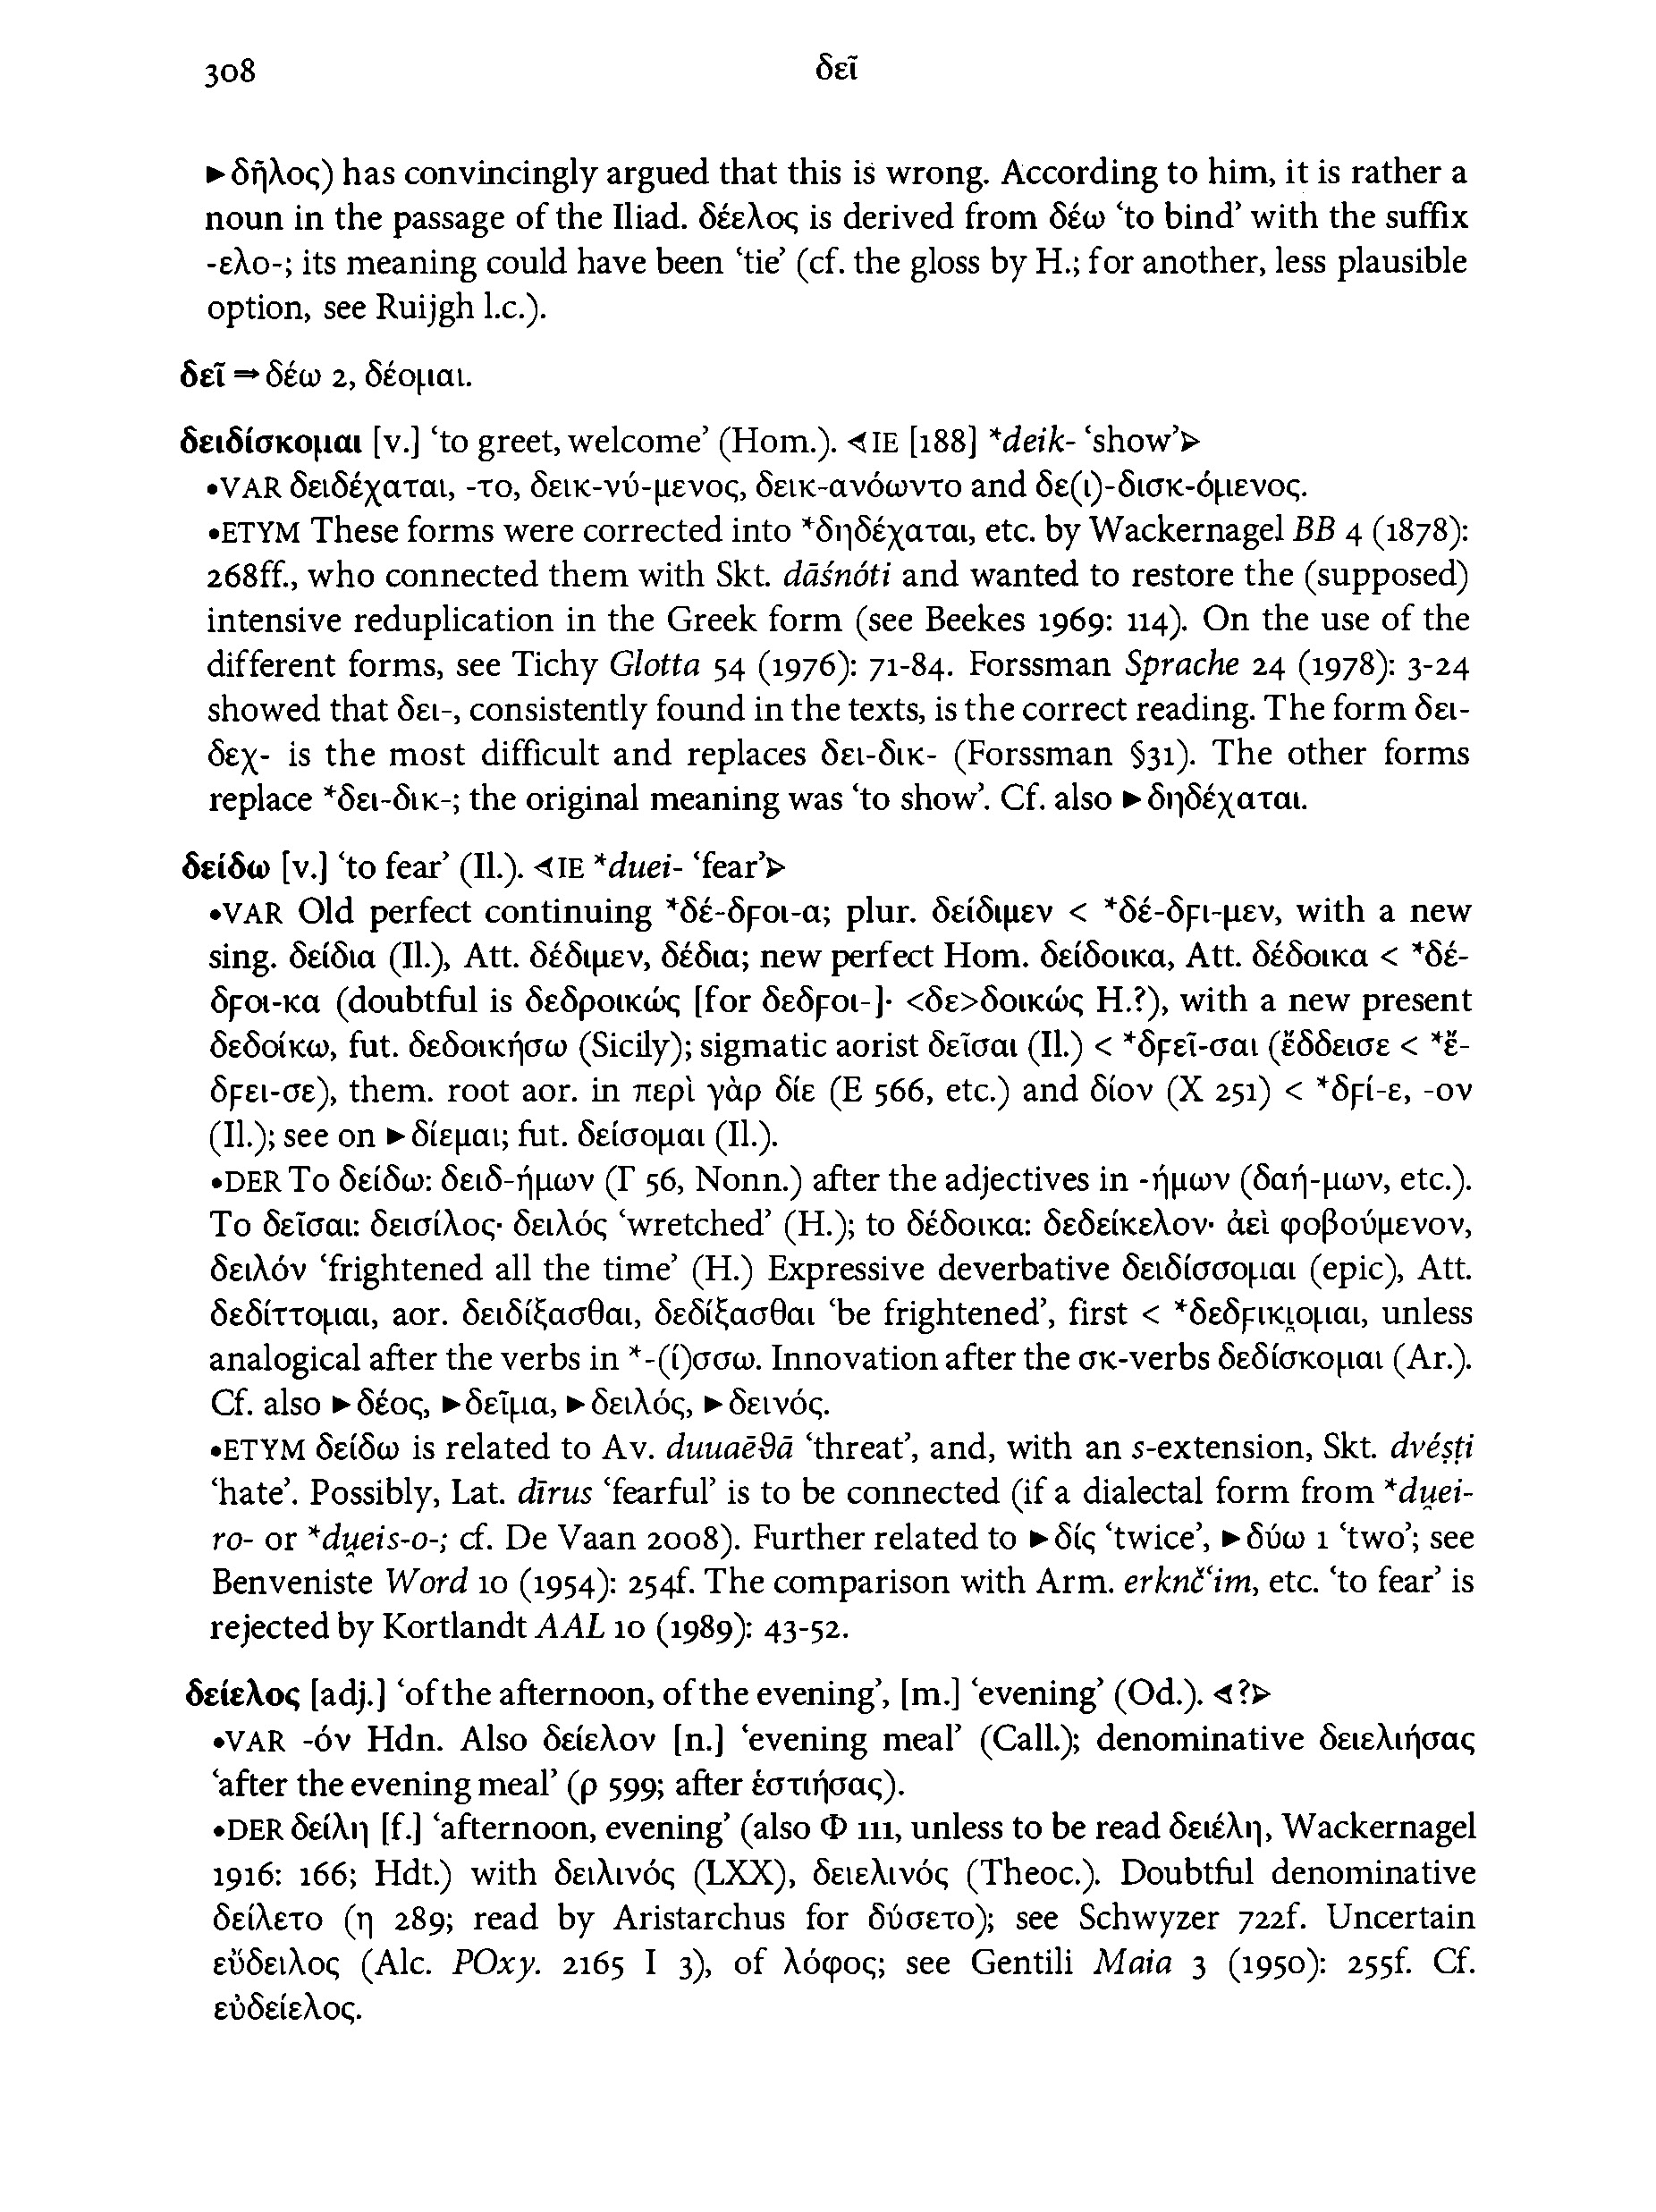 308 δεῖ
►δῆλος) has convincingly argued that this is wrong. According to him, it is rather a
noun in the passage of the Iliad. δέελος is derived from δέω ‘to bind’ with the suffix
-ελο-; its meaning could have been ‘tie’ (cf. the gloss by H.; for another, less plausible
option, see Ruijgh l.c.).
δεῖ ⇒ δέω 2, δέομαι.
δειδίσκομαι [v.] ‘to greet, welcome’ (Hom.). ◁IE [188] *deik- ‘show’▷
•VAR δειδέχαται, -το, δεικ-νύ-μενος, δεικ-ανόωντο and δε(ι)-δισκ-όμενος.
•ETYM These forms were corrected into *δηδέχαται, etc. by Wackernagel BB 4 (1878):
268ff., who connected them with Skt. dāśnóti and wanted to restore the (supposed)
intensive reduplication in the Greek form (see Beekes 1969: 114). On the use of the
different forms, see Tichy Glotta 54 (1976): 71-84. Forssman Sprache 24 (1978): 3-24
showed that δει-, consistently found in the texts, is the correct reading. The form δει-
δεχ- is the most difficult and replaces δει-δικ- (Forssman §31). The other forms
replace *δει-δικ-; the original meaning was ‘to show’. Cf. also ►δηδέχαται.
δείδω [v.] ‘to fear’ (Il.). ◁IE *duei- ‘fear’▷
•VAR Old perfect continuing *δέ-δϝοι-α; plur. δείδιμεν < *δέ-δϝι-μεν, with a new
sing. δείδια (Il.), Att. δέδιμεν, δέδια; new perfect Hom. δείδοικα, Att. δέδοικα < *δέ-
δϝοι-κα (doubtful is δεδροικώς [for δεδϝοι-]· <δε>δοικώς H.?), with a new present
δεδοίκω, fut. δεδοικήσω (Sicily); sigmatic aorist δεῖσαι (Il.) < *δϝεῖ-σαι (ἔδδεισε < *ἔ-
δϝει-σε), them. root aor. in περὶ γὰρ δίε (Ε 566, etc.) and δίον (Χ 251) < *δϝί-ε, -ον
(Il.); see on ►δίεμαι; fut. δείσομαι (Il.).
•DER To δείδω: δειδ-ήμων (Γ 56, Nonn.) after the adjectives in -ήμων (δαή-μων, etc.).
To δεῖσαι: δεισίλος· δειλός ‘wretched’ (H.); to δέδοικα: δεδείκελον· ἀεὶ φοβούμενον,
δειλόν ‘frightened all the time’ (H.) Expressive deverbative δειδίσσομαι (epic), Att.
δεδίττομαι, aor. δειδίξασθαι, δεδίξασθαι ‘be frightened’, first < *δεδϝικι̯ομαι, unless
analogical after the verbs in *-(ί)σσω. Innovation after the σκ-verbs δεδίσκομαι (Ar.).
Cf. also ►δέος, ►δεῖμα, ►δειλός, ►δεινός.
•ETYM δείδω is related to Av. duuaēϑā ‘threat’, and, with an s-extension, Skt. dvéṣṭi
‘hate’. Possibly, Lat. dīrus ‘fearful’ is to be connected (if a dialectal form from *du̯ei-
ro- or *du̯eis-o-; cf. De Vaan 2008). Further related to ►δίς ‘twice’, ►δύω 1 ‘two’; see
Benveniste Word 10 (1954): 254f. The comparison with Arm. erknč‘im, etc. ‘to fear’ is
rejected by Kortlandt AAL 10 (1989): 43-52.
δείελος [adj.] ‘of the afternoon, of the evening’, [m.] ‘evening’ (Od.). ◁?▷
•VAR -όν Hdn. Also δείελον [n.] ‘evening meal’ (Call.); denominative δειελιήσας
‘after the evening meal’ (ρ 599; after ἑστιήσας).
•DER δείλη [f.] ‘afternoon, evening’ (also Φ 111, unless to be read δειέλη, Wackernagel
1916: 166; Hdt.) with δειλινός (LXX), δειελινός (Theoc.). Doubtful denominative
δείλετο (η 289; read by Aristarchus for δύσετο); see Schwyzer 722f. Uncertain
εὔδειλος (Alc. POxy. 2165 I 3), of λόφος; see Gentili Maia 3 (1950): 255f. Cf.
εὐδείελος.